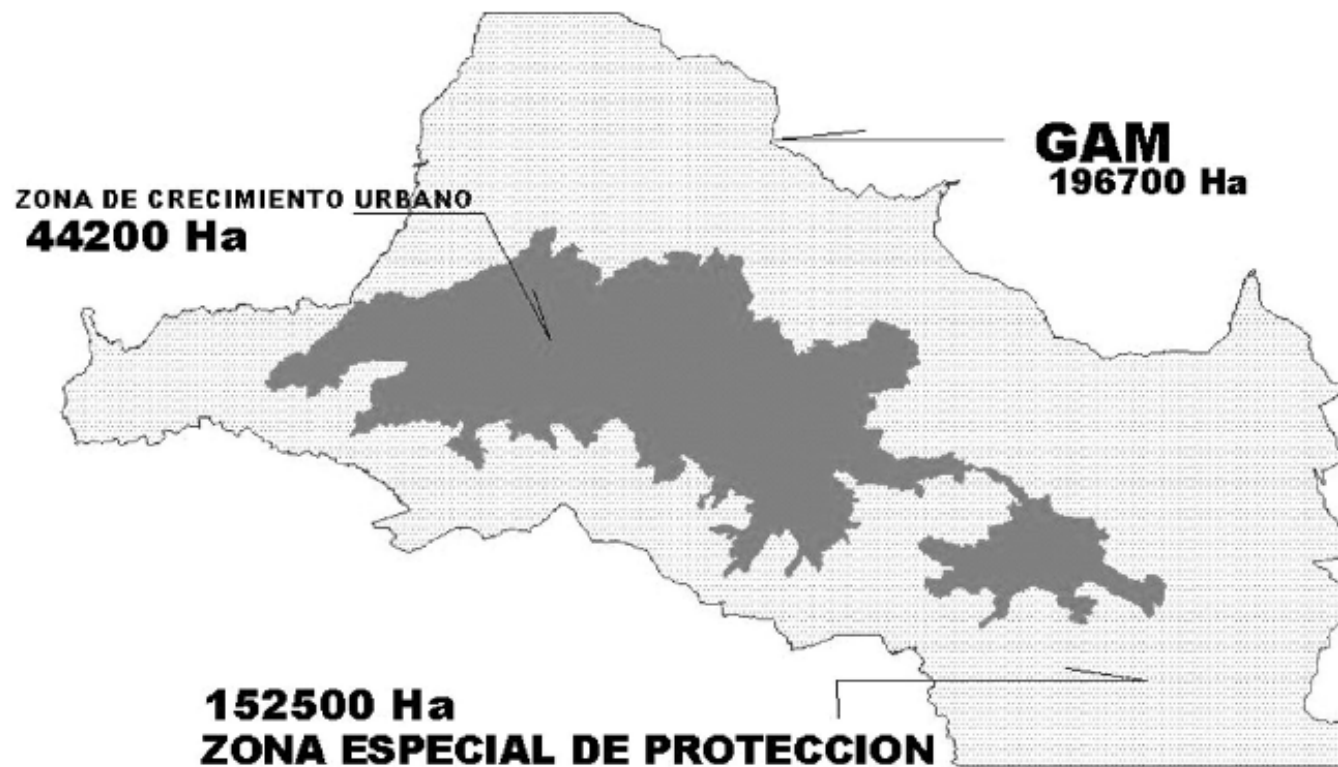 GAM
196700 Ha
ZONA DE CRECIMIENTO URBANO
44200 Ha
152500 Ha
ZONA ESPECIAL DE PROTECCION